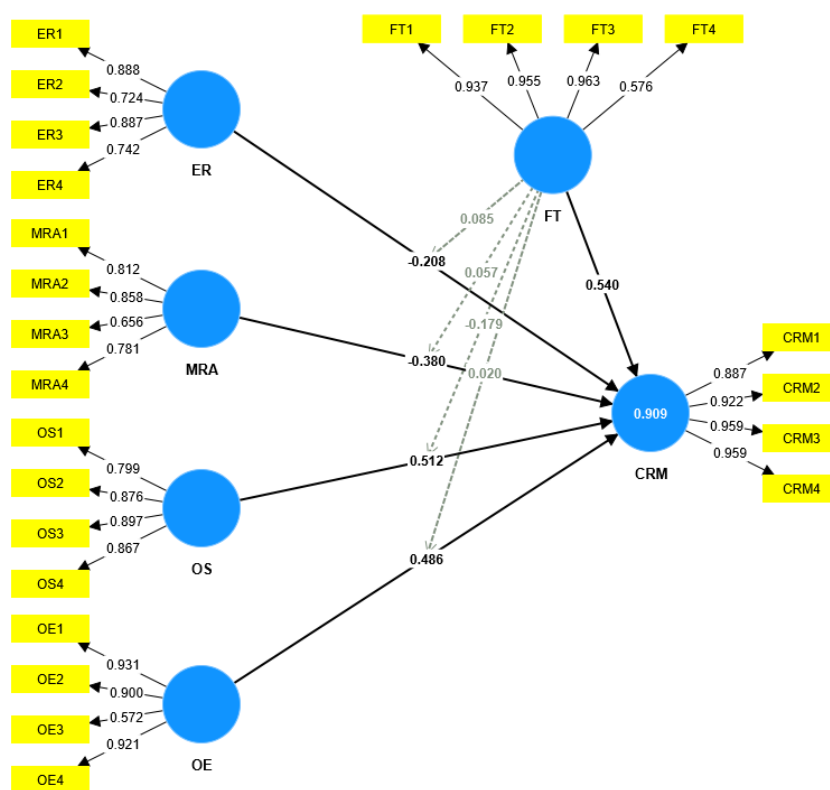 FT1 FT2 FT3 FT4
0.937 0.955 0.963 0.576
FT
ER1
ER2
ER3
ER4
0.888
0.724
0.887
0.742
ER
MRA1
MRA2
MRA3
MRA4
0.812
0.858
0.656
0.781
MRA
OS1
OS2
OS3
OS4
0.799
0.876
0.897
0.867
OS
OE1
OE2
OE3
OE4
0.931
0.900
0.572
0.921
OE
0.085
-0.208
0.057
0.540
-0.179
-0.380
0.020
0.512
0.486
0.909
CRM
0.887
0.922
0.959
0.959
CRM1
CRM2
CRM3
CRM4